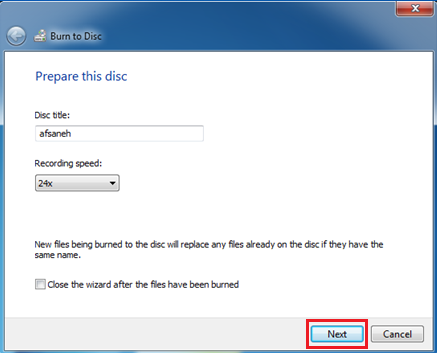 Burn to Disc
Prepare this disc
Disc title:
afsaneh
Recording speed:
24x
New files being burned to the disc will replace any files already on the disc if they have the
same name.
Close the wizard after the files have been burned
Next
Cancel